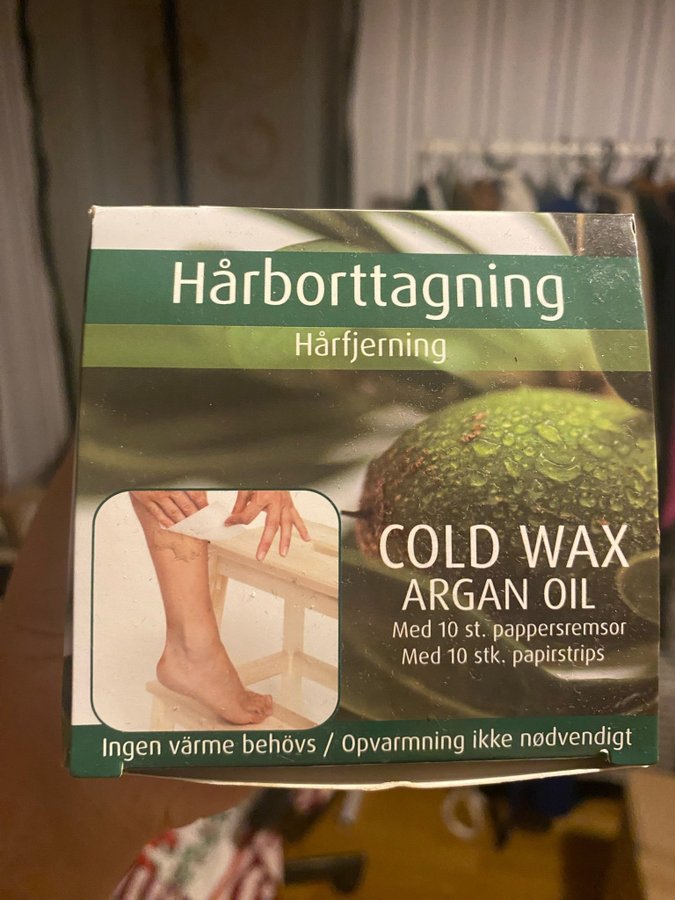 Hårborttagning
Hårfjerning
COLD WAX
ARGAN OIL
Med 10 st. pappersremsor
Med 10 stk. papirstrips
Ingen värme behövs / Opvarmning ikke nødvendigt